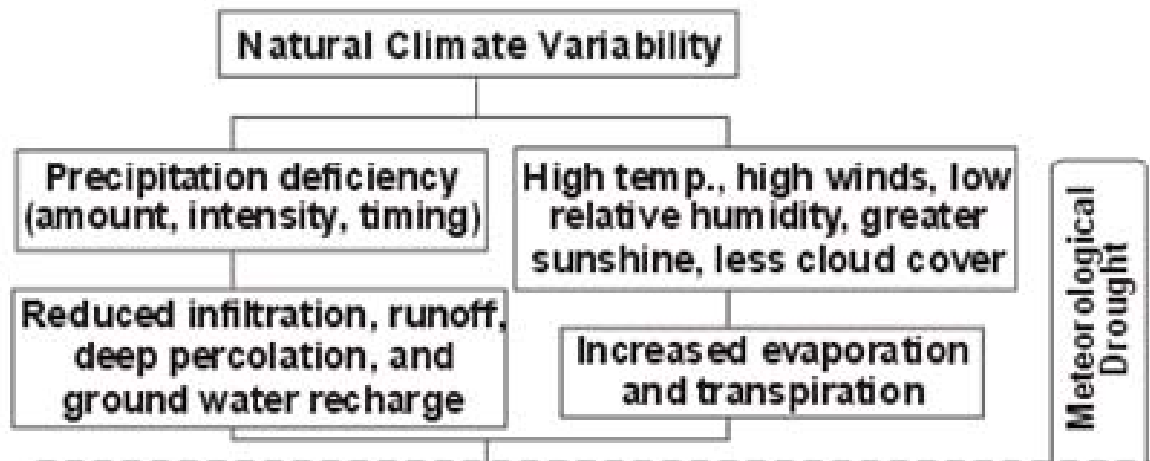 Natural Climate Variability
Precipitation deficiency
(amount, intensity, timing)
High temp., high winds, low
relative humidity, greater
sunshine, less cloud cover
Reduced infiltration, runoff,
deep percolation, and
ground water recharge
Increased evaporation
and transpiration
Meteorological
Drought